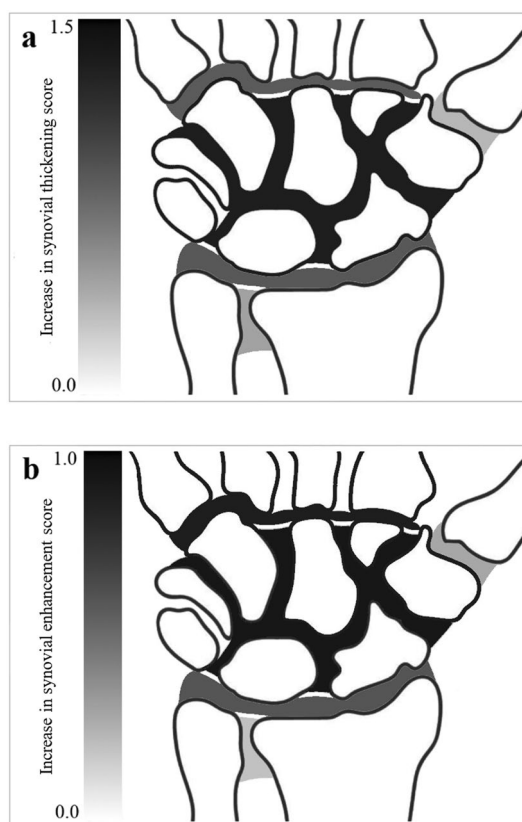 a
1.5
Increase in synovial thickening score
0.0
b
1.0
Increase in synovial enhancement score
0.0